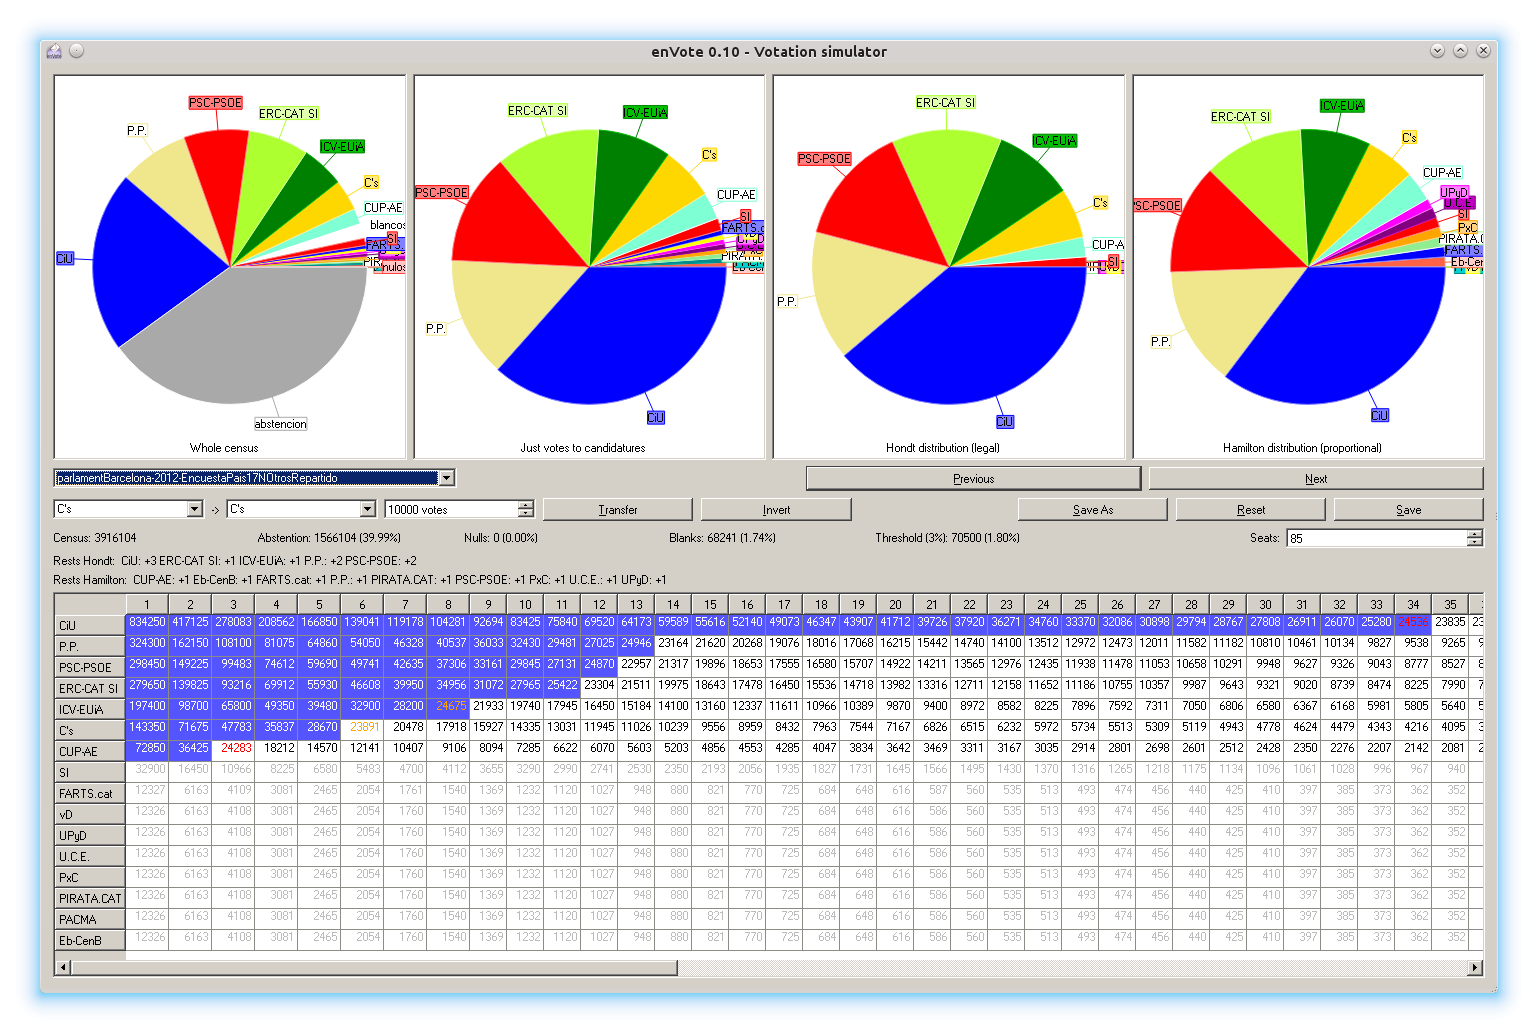 enVote 0.10 - Votation simulator
PSC-PSOE
ERC-CAT SI
P.P.
ICV-EUiA
C's
CUP-AE
blancos
SI
FARTS.
PIR
nulos
CiU
abstencion
Whole census
ERC-CAT SI
ICV-EUiA
C's
PSC-PSOE
CUP-AE
SI
FARTS.c
UPyD
PxC
PIRATA.
Eb-Cen
P.P.
CiU
Just votes to candidatures
ERC-CAT SI
ICV-EUiA
PSC-PSOE
C's
CUP-A
SI
P.P.
CiU
Hondt distribution (legal)
ICV-EUiA
ERC-CAT SI
C's
CUP-AE
UPyD
U.C.E.
PSC-PSOE
SI
PxC
PIRATA.C
FARTS.c
Eb-Cen
vD
P.P.
CiU
Hamilton distribution (proportional)
parlamentBarcelona-2012-EncuestaPais17NOtrosRepartido
Previous
Next
C's -> C's 10000 votes Transfer Invert Save As Reset Save
Census: 3916104 Abstention: 1566104 (39.99%) Nulls: 0 (0.00%) Blanks: 68241 (1.74%) Threshold (3%): 70500 (1.80%) Seats: 85
Rests Hondt: CiU: +3 ERC-CAT SI: +1 ICV-EUiA: +1 P.P.: +2 PSC-PSOE: +2
Rests Hamilton: CUP-AE: +1 Eb-CenB: +1 FARTS.cat: +1 P.P.: +1 PIRATA.CAT: +1 PSC-PSOE: +1 PxC: +1 U.C.E.: +1 UPyD: +1
1 2 3 4 5 6 7 8 9 10 11 12 13 14 15 16 17 18 19 20 21 22 23 24 25 26 27 28 29 30 31 32 33 34 35
CiU 834250 417125 278083 208562 166850 139041 119178 104281 92694 83425 75840 69520 64173 59589 55616 52140 49073 46347 43907 41712 39726 37920 36271 34760 33370 32086 30898 29794 28767 27808 26911 26070 25280 24536 23835
P.P. 324300 162150 108100 81075 64860 54050 46328 40537 36033 32430 29481 27025 24946 23164 21620 20268 19076 18016 17068 16215 15442 14740 14100 13512 12972 12473 12011 11582 11182 10810 10461 10134 9827 9538 9265
PSC-PSOE 298450 149225 99483 74612 59690 49741 42635 37306 33161 29845 27131 24870 22957 21317 19896 18653 17555 16580 15707 14922 14211 13565 12976 12435 11938 11478 11053 10658 10291 9948 9627 9326 9043 8777 8527
ERC-CAT SI 279650 139825 93216 69912 55930 46608 39950 34956 31072 27965 25422 23304 21511 19975 18643 17478 16450 15536 14718 13982 13316 12711 12158 11652 11186 10755 10357 9987 9643 9321 9020 8739 8474 8225 7990
ICV-EUiA 197400 98700 65800 49350 39480 32900 28200 24675 21933 19740 17945 16450 15184 14100 13160 12337 11611 10966 10389 9870 9400 8972 8582 8225 7896 7592 7311 7050 6806 6580 6367 6168 5981 5805 5640
C's 143350 71675 47783 35837 28670 23891 20478 17918 15927 14335 13031 11945 11026 10239 9556 8959 8432 7963 7544 7167 6826 6515 6232 5972 5734 5513 5309 5119 4943 4778 4624 4479 4343 4216 4095
CUP-AE 72850 36425 24283 18212 14570 12141 10407 9106 8094 7285 6622 6070 5603 5203 4856 4553 4285 4047 3834 3642 3469 3311 3167 3035 2914 2801 2698 2601 2512 2428 2350 2276 2207 2142 2081
SI 32900 16450 10966 8225 6580 5483 4700 4112 3655 3290 2990 2741 2530 2350 2193 2056 1935 1827 1731 1645 1566 1495 1430 1370 1316 1265 1218 1175 1134 1096 1061 1028 996 967 940
FARTS.cat 12327 6163 4109 3081 2465 2054 1761 1540 1369 1232 1120 1027 948 880 821 770 725 684 648 616 587 560 535 513 493 474 456 440 425 410 397 385 373 362 352
vD 12326 6163 4108 3081 2465 2054 1760 1540 1369 1232 1120 1027 948 880 821 770 725 684 648 616 586 560 535 513 493 474 456 440 425 410 397 385 373 362 352
UPyD 12326 6163 4108 3081 2465 2054 1760 1540 1369 1232 1120 1027 948 880 821 770 725 684 648 616 586 560 535 513 493 474 456 440 425 410 397 385 373 362 352
U.C.E. 12326 6163 4108 3081 2465 2054 1760 1540 1369 1232 1120 1027 948 880 821 770 725 684 648 616 586 560 535 513 493 474 456 440 425 410 397 385 373 362 352
PxC 12326 6163 4108 3081 2465 2054 1760 1540 1369 1232 1120 1027 948 880 821 770 725 684 648 616 586 560 535 513 493 474 456 440 425 410 397 385 373 362 352
PIRATA.CAT 12326 6163 4108 3081 2465 2054 1760 1540 1369 1232 1120 1027 948 880 821 770 725 684 648 616 586 560 535 513 493 474 456 440 425 410 397 385 373 362 352
PACMA 12326 6163 4108 3081 2465 2054 1760 1540 1369 1232 1120 1027 948 880 821 770 725 684 648 616 586 560 535 513 493 474 456 440 425 410 397 385 373 362 352
Eb-CenB 12326 6163 4108 3081 2465 2054 1760 1540 1369 1232 1120 1027 948 880 821 770 725 684 648 616 586 560 535 513 493 474 456 440 425 410 397 385 373 362 352